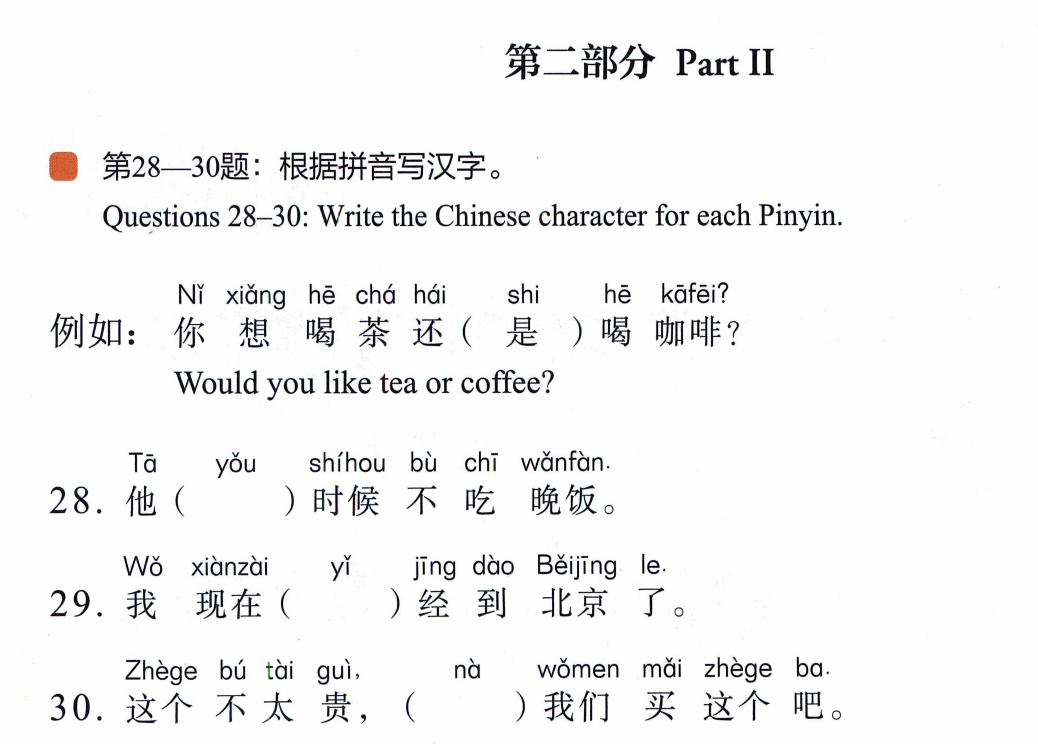 第二部分 Part II
第28—30题：根据拼音写汉字。
Questions 28–30: Write the Chinese character for each Pinyin.
Nǐ xiǎng hē chá hái shi hē kāfēi?
例如： 你 想 喝 茶 还（ 是 ）喝 咖啡？
Would you like tea or coffee?
Tā yǒu shíhou bù chī wǎnfàn.
28. 他（ ）时候 不 吃 晚饭。
Wǒ xiànzài yǐ jīng dào Běijīng le.
29. 我 现在（ ）经 到 北京 了。
Zhège bú tài guì, nà wǒmen mǎi zhège ba.
30. 这个 不 太 贵，（ ）我们 买 这个 吧。